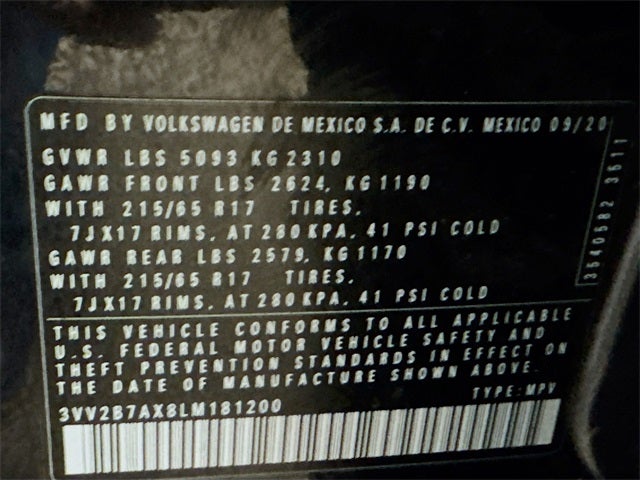 MFD BY VOLKSWAGEN DE MEXICO S.A. DE C.V. MEXICO 09/20
GVWR LBS 5093 KG 2310
GAWR FRONT LBS 2624, KG 1190
WITH 215/65 R17 TIRES,
7JX17 RIMS, AT 280 KPA, 41 PSI COLD
GAWR REAR LBS 2579, KG 1170
WITH 215/65 R17 TIRES,
7JX17 RIMS, AT 280 KPA, 41 PSI COLD
3540582 3511
THIS VEHICLE CONFORMS TO ALL APPLICABLE
U.S. FEDERAL MOTOR VEHICLE SAFETY AND
THEFT PREVENTION STANDARDS IN EFFECT ON
THE DATE OF MANUFACTURE SHOWN ABOVE.
TYPE: MPV
3VV2B7AX8LM181200